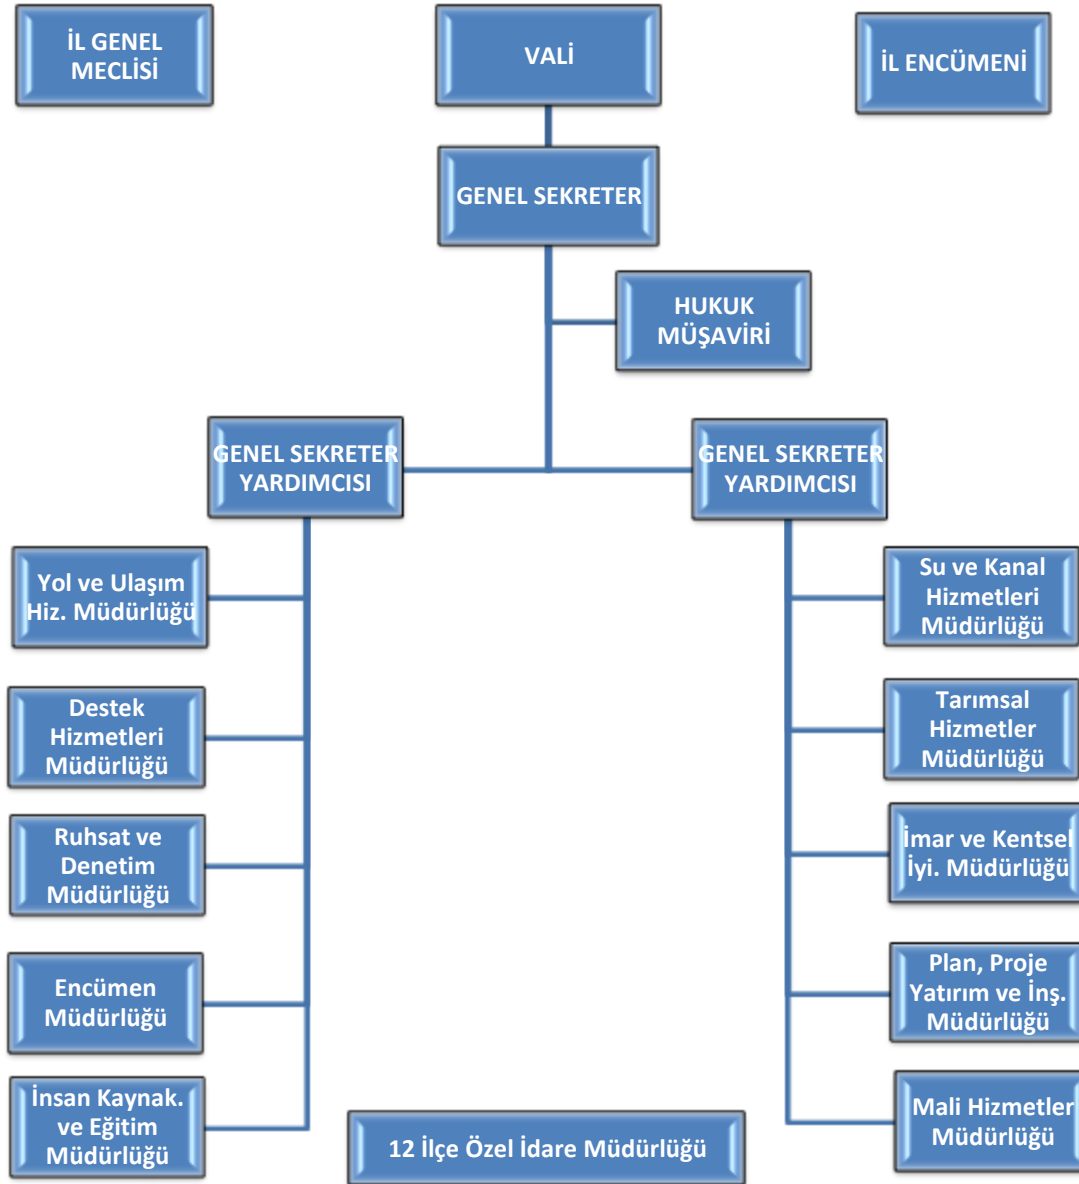 İL GENEL
MECLİSİ
VALİ
İL ENCÜMENİ
GENEL SEKRETER
HUKUK
MÜŞAVİRİ
GENEL SEKRETER
YARDIMCISI
GENEL SEKRETER
YARDIMCISI
Yol ve Ulaşım
Hiz. Müdürlüğü
Su ve Kanal
Hizmetleri
Müdürlüğü
Destek
Hizmetleri
Müdürlüğü
Tarımsal
Hizmetler
Müdürlüğü
Ruhsat ve
Denetim
Müdürlüğü
İmar ve Kentsel
İyi. Müdürlüğü
Encümen
Müdürlüğü
Plan, Proje
Yatırım ve İnş.
Müdürlüğü
İnsan Kaynak.
ve Eğitim
Müdürlüğü
Mali Hizmetler
Müdürlüğü
12 İlçe Özel İdare Müdürlüğü